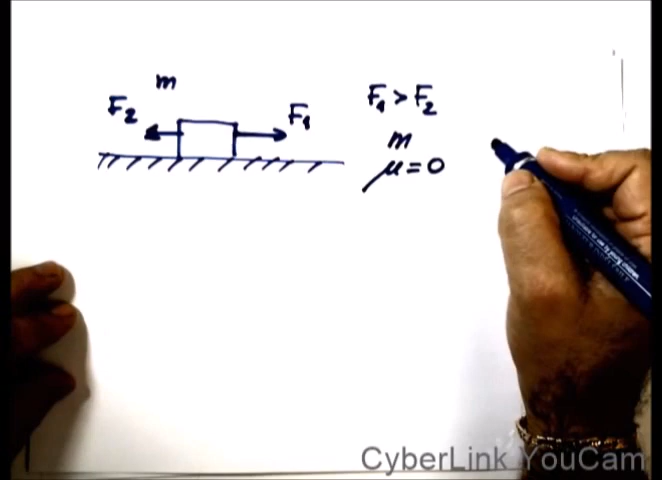 m
F₂
F₁
F₁ > F₂
m
μ = 0
CyberLink YouCam